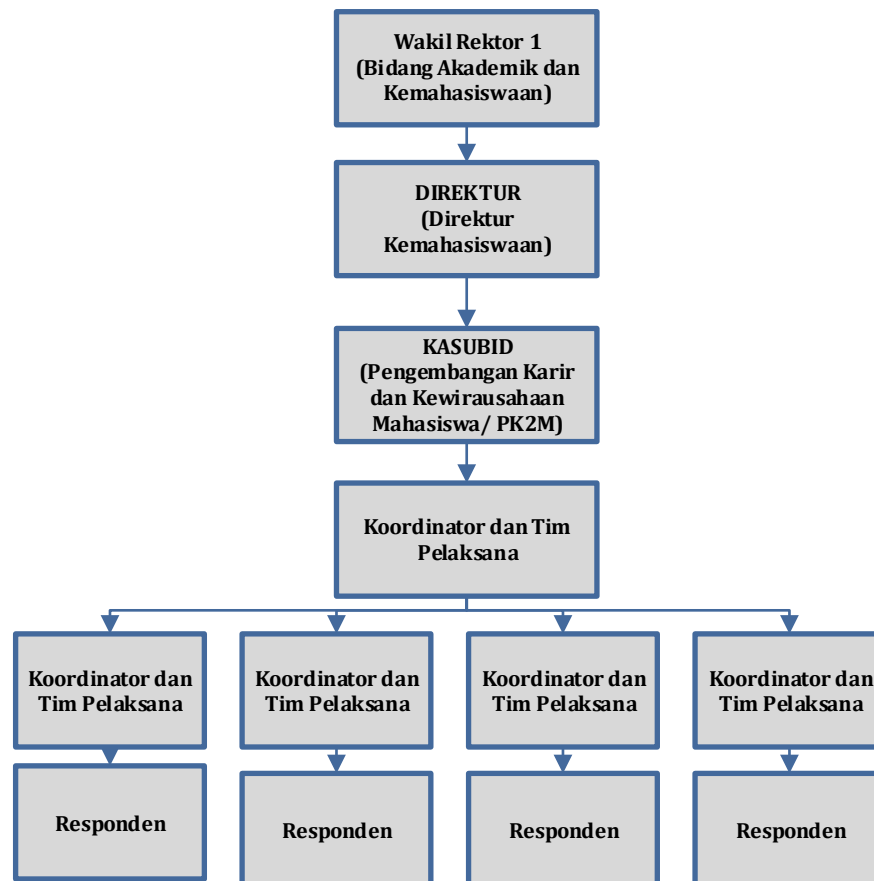 Wakil Rektor 1
(Bidang Akademik dan
Kemahasiswaan)
DIREKTUR
(Direktur
Kemahasiswaan)
KASUBID
(Pengembangan Karir
dan Kewirausahaan
Mahasiswa/ PK2M)
Koordinator dan Tim
Pelaksana
Koordinator dan
Tim Pelaksana
Koordinator dan
Tim Pelaksana
Koordinator dan
Tim Pelaksana
Koordinator dan
Tim Pelaksana
Responden
Responden
Responden
Responden